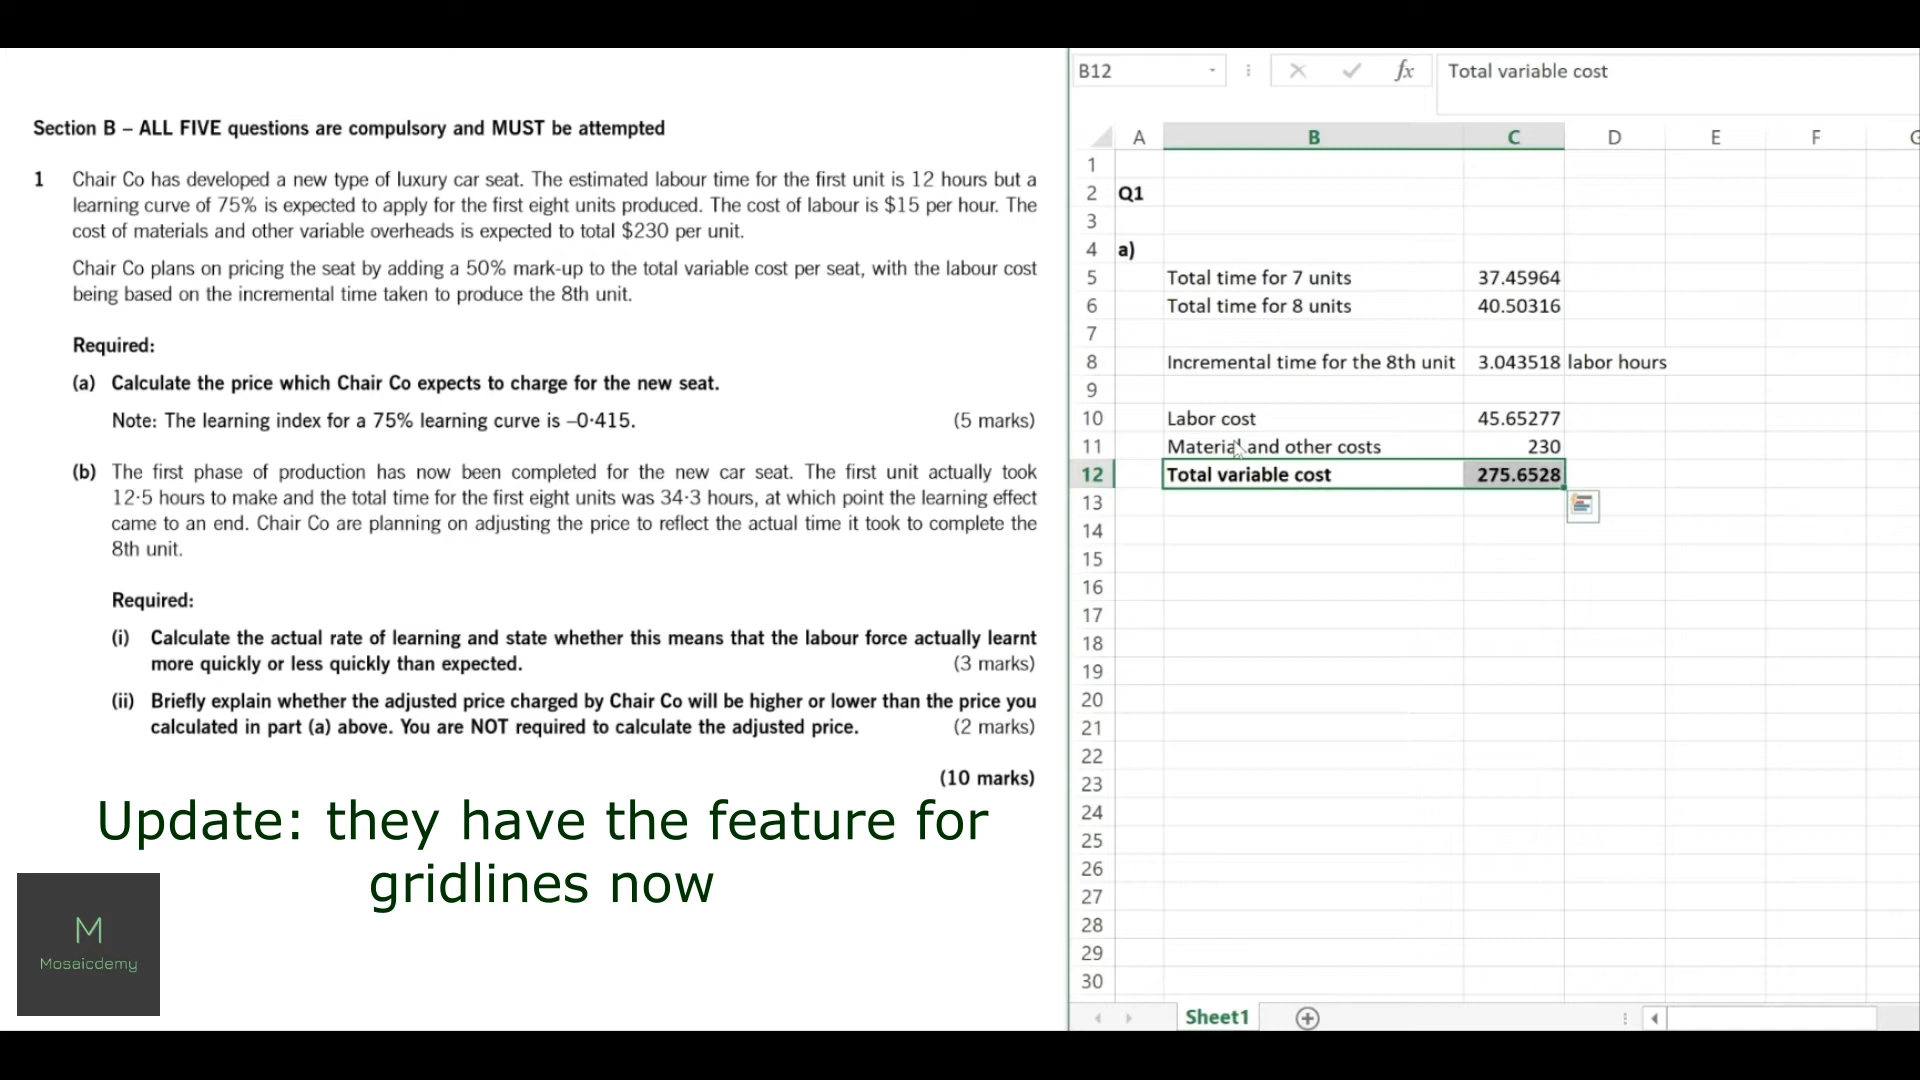 Section B – ALL FIVE questions are compulsory and MUST be attempted
1 Chair Co has developed a new type of luxury car seat. The estimated labour time for the first unit is 12 hours but a
learning curve of 75% is expected to apply for the first eight units produced. The cost of labour is $15 per hour. The
cost of materials and other variable overheads is expected to total $230 per unit.
Chair Co plans on pricing the seat by adding a 50% mark-up to the total variable cost per seat, with the labour cost
being based on the incremental time taken to produce the 8th unit.
Required:
(a) Calculate the price which Chair Co expects to charge for the new seat.
Note: The learning index for a 75% learning curve is –0·415. (5 marks)
(b) The first phase of production has now been completed for the new car seat. The first unit actually took
12·5 hours to make and the total time for the first eight units was 34·3 hours, at which point the learning effect
came to an end. Chair Co are planning on adjusting the price to reflect the actual time it took to complete the
8th unit.
Required:
(i) Calculate the actual rate of learning and state whether this means that the labour force actually learnt
more quickly or less quickly than expected. (3 marks)
(ii) Briefly explain whether the adjusted price charged by Chair Co will be higher or lower than the price you
calculated in part (a) above. You are NOT required to calculate the adjusted price. (2 marks)
(10 marks)
Update: they have the feature for
gridlines now
M
Mosaicdemy
B12 fx Total variable cost
A B C D E F G
1
2 Q1
3
4 a)
5 Total time for 7 units 37.45964
6 Total time for 8 units 40.50316
7
8 Incremental time for the 8th unit 3.043518 labor hours
9
10 Labor cost 45.65277
11 Material and other costs 230
12 Total variable cost 275.6528
13
14
15
16
17
18
19
20
21
22
23
24
25
26
27
28
29
30
Sheet1